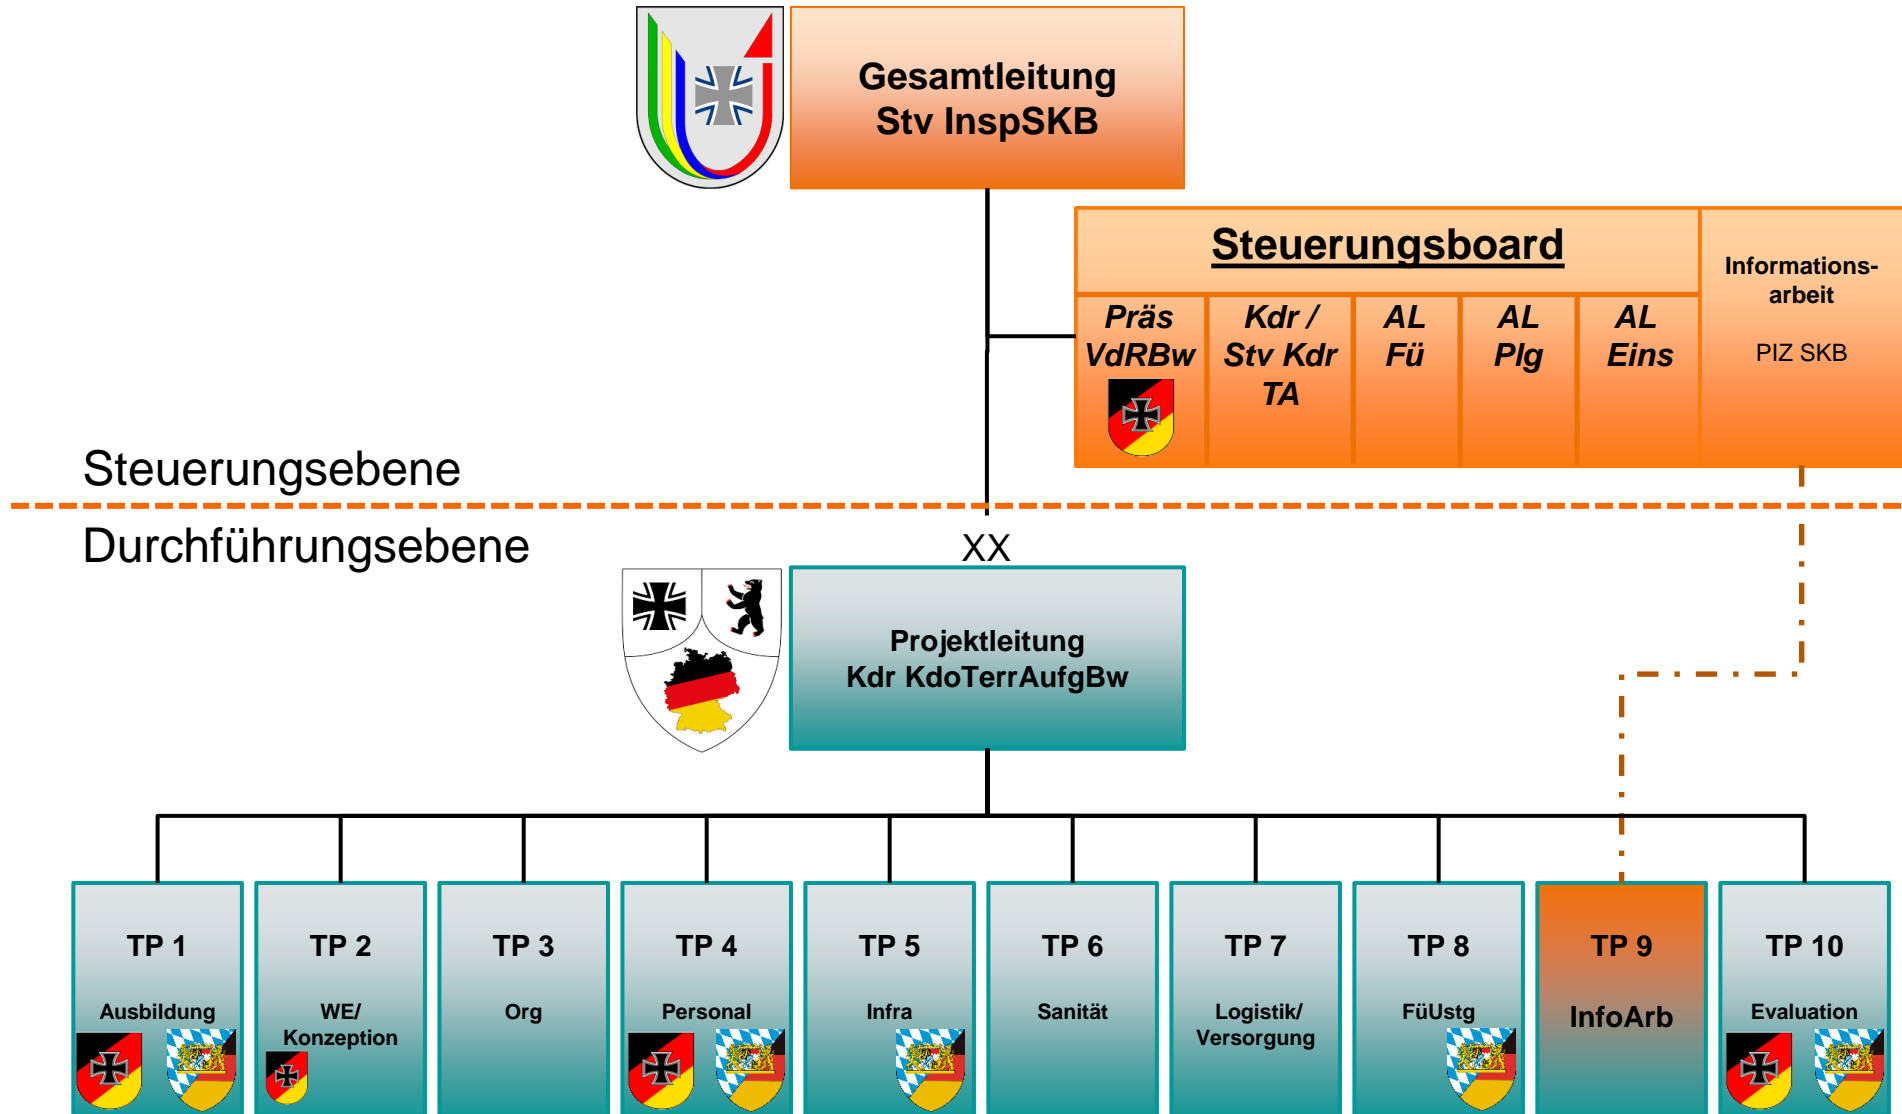 Gesamtleitung
Stv InspSKB
Steuerungsboard
Präs
VdRBw
Kdr /
Stv Kdr
TA
AL
Fü
AL
Plg
AL
Eins
Informations-
arbeit
PIZ SKB
Steuerungsebene
Durchführungsebene
XX
Projektleitung
Kdr KdoTerrAufgBw
TP 1
Ausbildung
TP 2
WE/
Konzeption
TP 3
Org
TP 4
Personal
TP 5
Infra
TP 6
Sanität
TP 7
Logistik/
Versorgung
TP 8
FüUstg
TP 9
InfoArb
TP 10
Evaluation